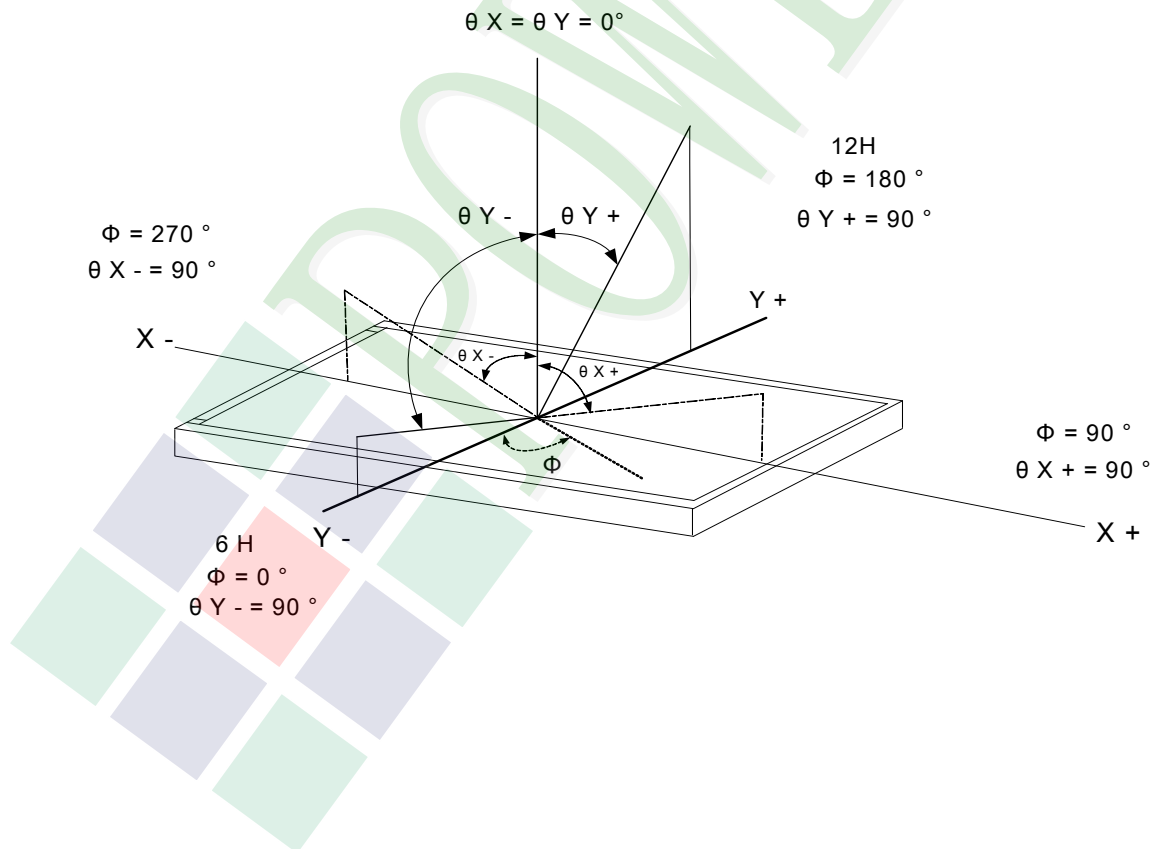 θ X = θ Y = 0°
12H
Φ = 180 °
θ Y + = 90 °
θ Y - θ Y +
Φ = 270 °
θ X - = 90 °
Y +
X -
θ X - θ X +
Φ = 90 °
θ X + = 90 °
Φ
X +
Y -
6 H
Φ = 0 °
θ Y - = 90 °